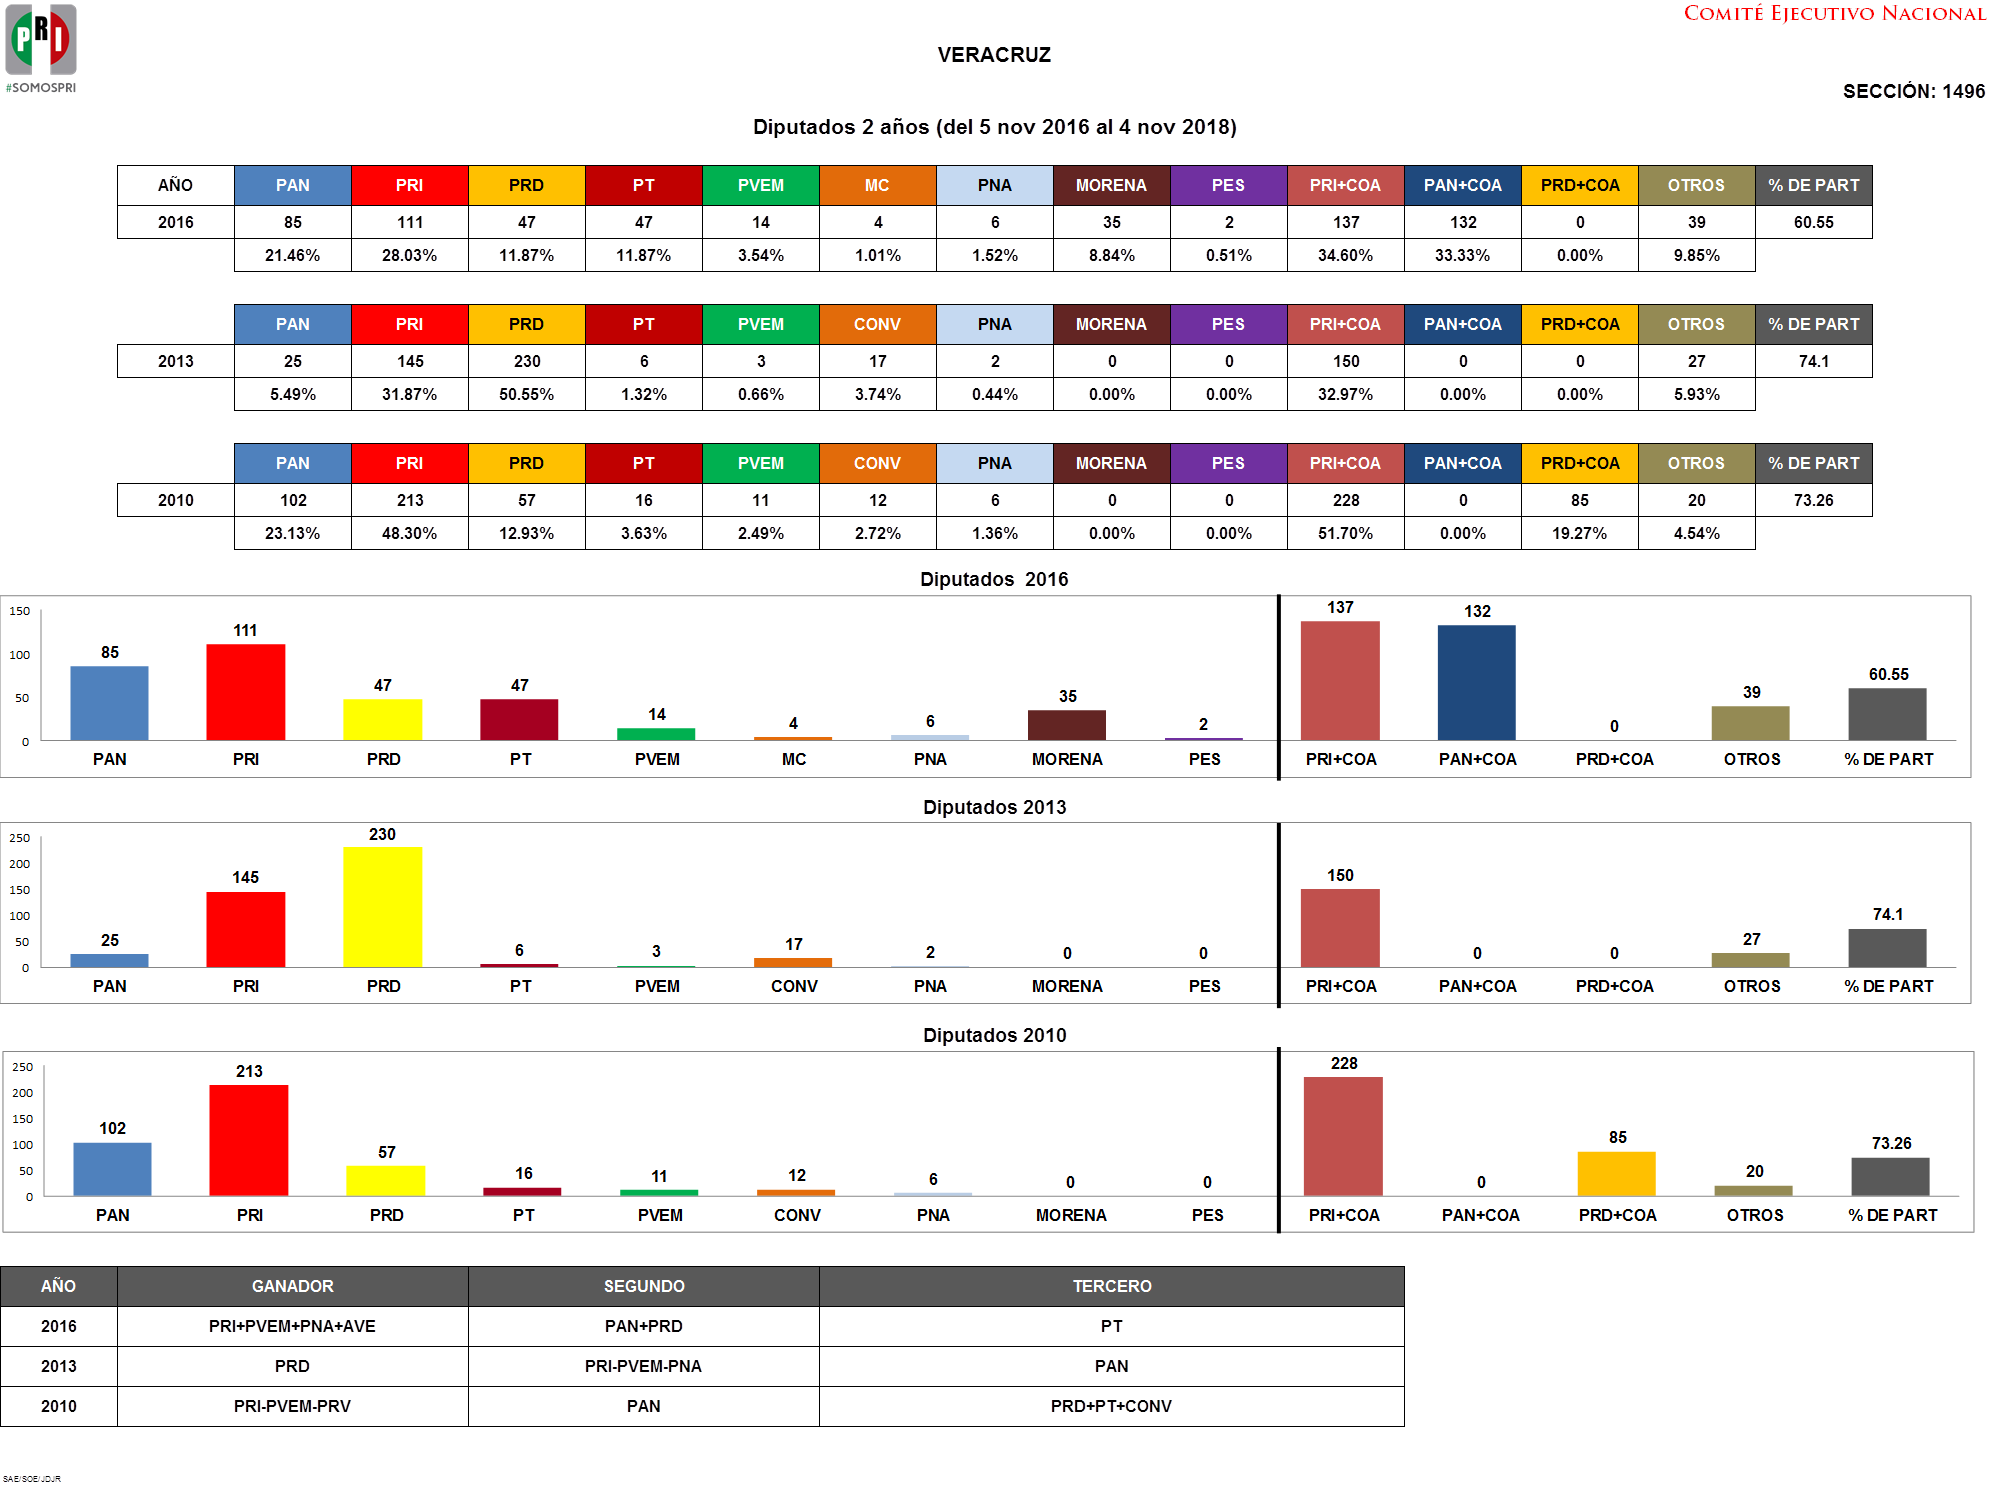 PRI
#SOMOSPRI
COMITÉ EJECUTIVO NACIONAL
VERACRUZ
SECCIÓN: 1496
Diputados 2 años (del 5 nov 2016 al 4 nov 2018)
AÑO PAN PRI PRD PT PVEM MC PNA MORENA PES PRI+COA PAN+COA PRD+COA OTROS % DE PART
2016 85 111 47 47 14 4 6 35 2 137 132 0 39 60.55
21.46% 28.03% 11.87% 11.87% 3.54% 1.01% 1.52% 8.84% 0.51% 34.60% 33.33% 0.00% 9.85%
PAN PRI PRD PT PVEM CONV PNA MORENA PES PRI+COA PAN+COA PRD+COA OTROS % DE PART
2013 25 145 230 6 3 17 2 0 0 150 0 0 27 74.1
5.49% 31.87% 50.55% 1.32% 0.66% 3.74% 0.44% 0.00% 0.00% 32.97% 0.00% 0.00% 5.93%
PAN PRI PRD PT PVEM CONV PNA MORENA PES PRI+COA PAN+COA PRD+COA OTROS % DE PART
2010 102 213 57 16 11 12 6 0 0 228 0 85 20 73.26
23.13% 48.30% 12.93% 3.63% 2.49% 2.72% 1.36% 0.00% 0.00% 51.70% 0.00% 19.27% 4.54%
Diputados 2016
150
100
50
0
85 111 47 47 14 4 6 35 2 137 132 0 39 60.55
PAN PRI PRD PT PVEM MC PNA MORENA PES PRI+COA PAN+COA PRD+COA OTROS % DE PART
Diputados 2013
250
200
150
100
50
0
25 145 230 6 3 17 2 0 0 150 0 0 27 74.1
PAN PRI PRD PT PVEM CONV PNA MORENA PES PRI+COA PAN+COA PRD+COA OTROS % DE PART
Diputados 2010
250
200
150
100
50
0
102 213 57 16 11 12 6 0 0 228 0 85 20 73.26
PAN PRI PRD PT PVEM CONV PNA MORENA PES PRI+COA PAN+COA PRD+COA OTROS % DE PART
AÑO GANADOR SEGUNDO TERCERO
2016 PRI+PVEM+PNA+AVE PAN+PRD PT
2013 PRD PRI-PVEM-PNA PAN
2010 PRI-PVEM-PRV PAN PRD+PT+CONV
SAE/SOE/JDJR